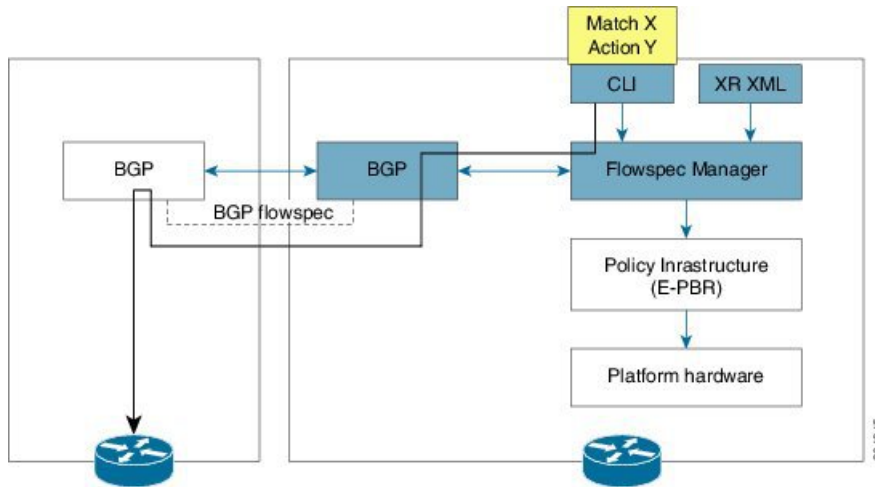 Match X
Action Y
CLI
XR XML
BGP
BGP
Flowspec Manager
BGP flowspec
Policy Inrastructure
(E-PBR)
Platform hardware